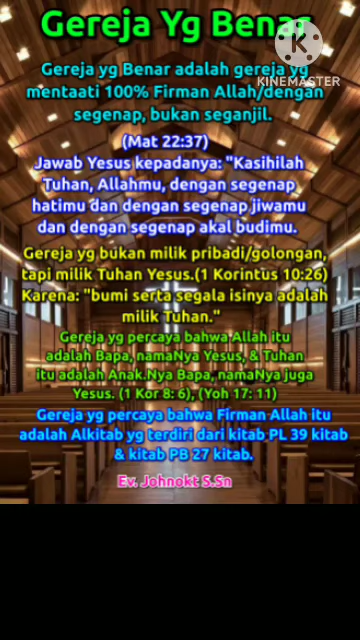 Gereja Yg Benar
KINEMASTER
Gereja yg Benar adalah gereja yg
mentaati 100% Firman Allah/dengan
segenap, bukan seganjil.
(Mat 22:37)
Jawab Yesus kepadanya: "Kasihilah
Tuhan, Allahmu, dengan segenap
hatimu dan dengan segenap jiwamu
dan dengan segenap akal budimu.
Gereja yg bukan milik pribadi/golongan,
tapi milik Tuhan Yesus.(1 Korintus 10:26)
Karena: "bumi serta segala isinya adalah
milik Tuhan."
Gereja yg percaya bahwa Allah itu
adalah Bapa, namaNya Yesus, & Tuhan
itu adalah Anak.Nya Bapa, namaNya juga
Yesus. (1 Kor 8: 6), (Yoh 17: 11)
Gereja yg percaya bahwa Firman Allah itu
adalah Alkitab yg terdiri dari kitab PL 39 kitab
& kitab PB 27 kitab.
Ev. Johnokt S.Sn